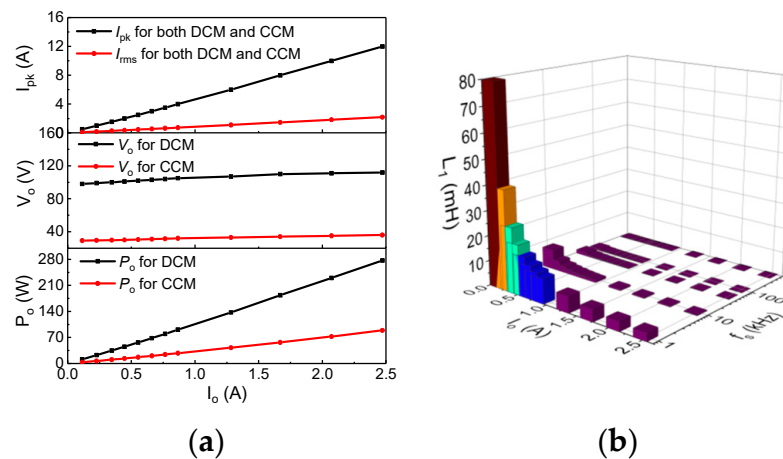 16
12
8
4
0
I_pk (A)
I_pk for both DCM and CCM
I_rms for both DCM and CCM
160
120
80
40
V_o (V)
V_o for DCM
V_o for CCM
280
210
140
70
0
P_o (W)
P_o for DCM
P_o for CCM
0.0 0.5 1.0 1.5 2.0 2.5
I_o (A)
(a)
80
70
60
50
40
30
20
10
L_1 (mH)
0.0
0.5
1.0
1.5
2.0
2.5
(A)
1
10
100
f_s (kHz)
(b)